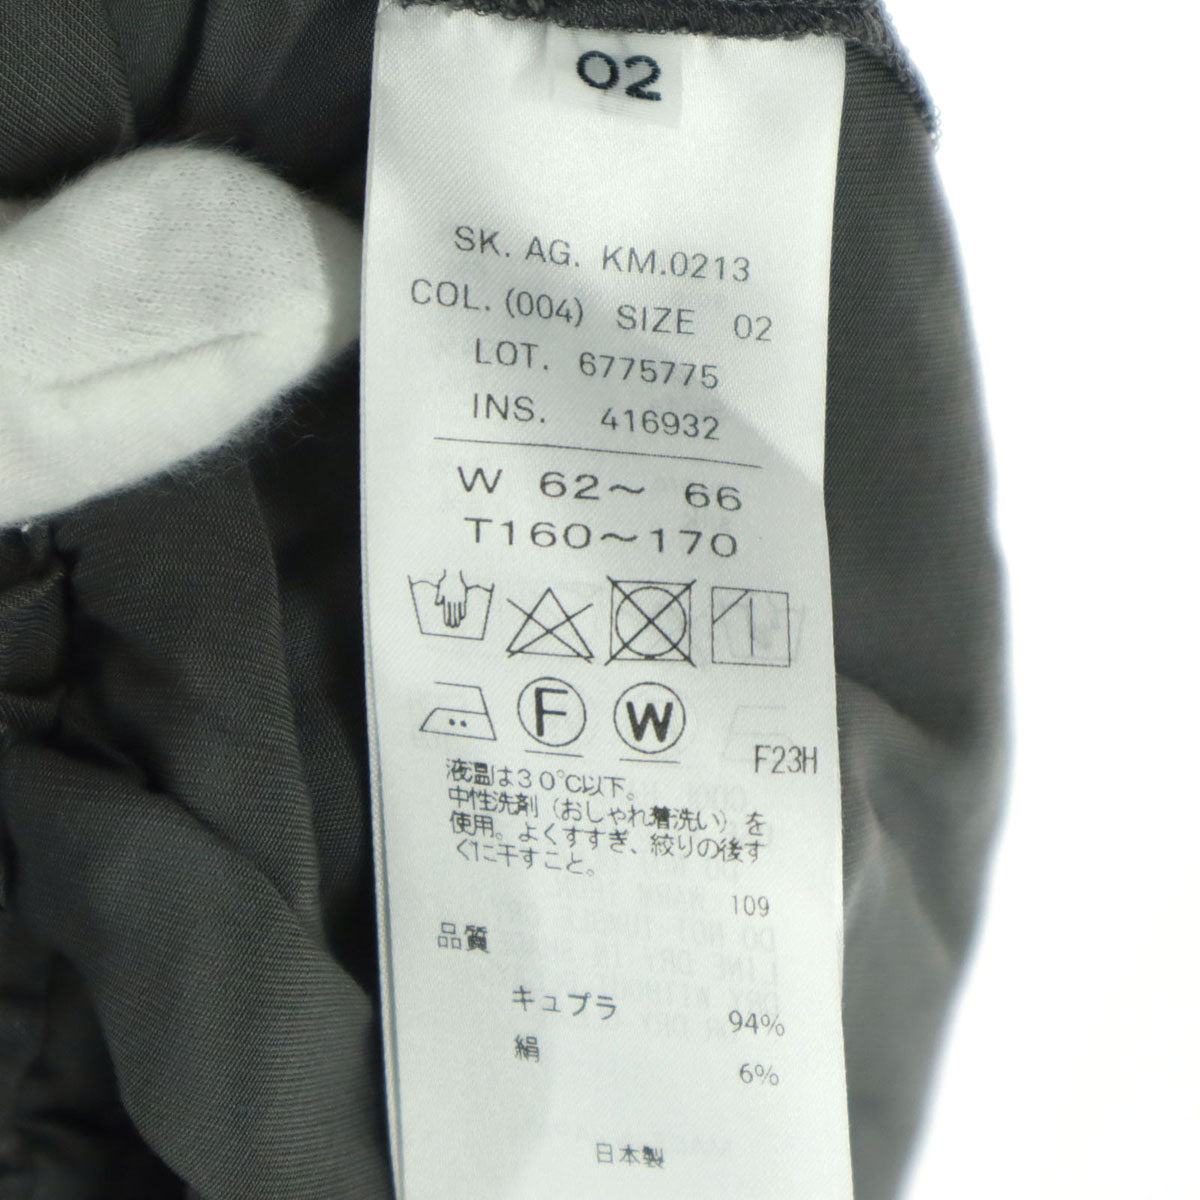 02
SK. AG. KM.0213
COL. (004) SIZE 02
LOT. 6775775
INS. 416932
W 62～ 66
T160～170
F W
F23H
液温は30℃以下。
中性洗剤（おしゃれ着洗い）を
使用。よくすすぎ、絞りの後す
ぐに干すこと。
109
品質
キュプラ 94%
絹 6%
日本製